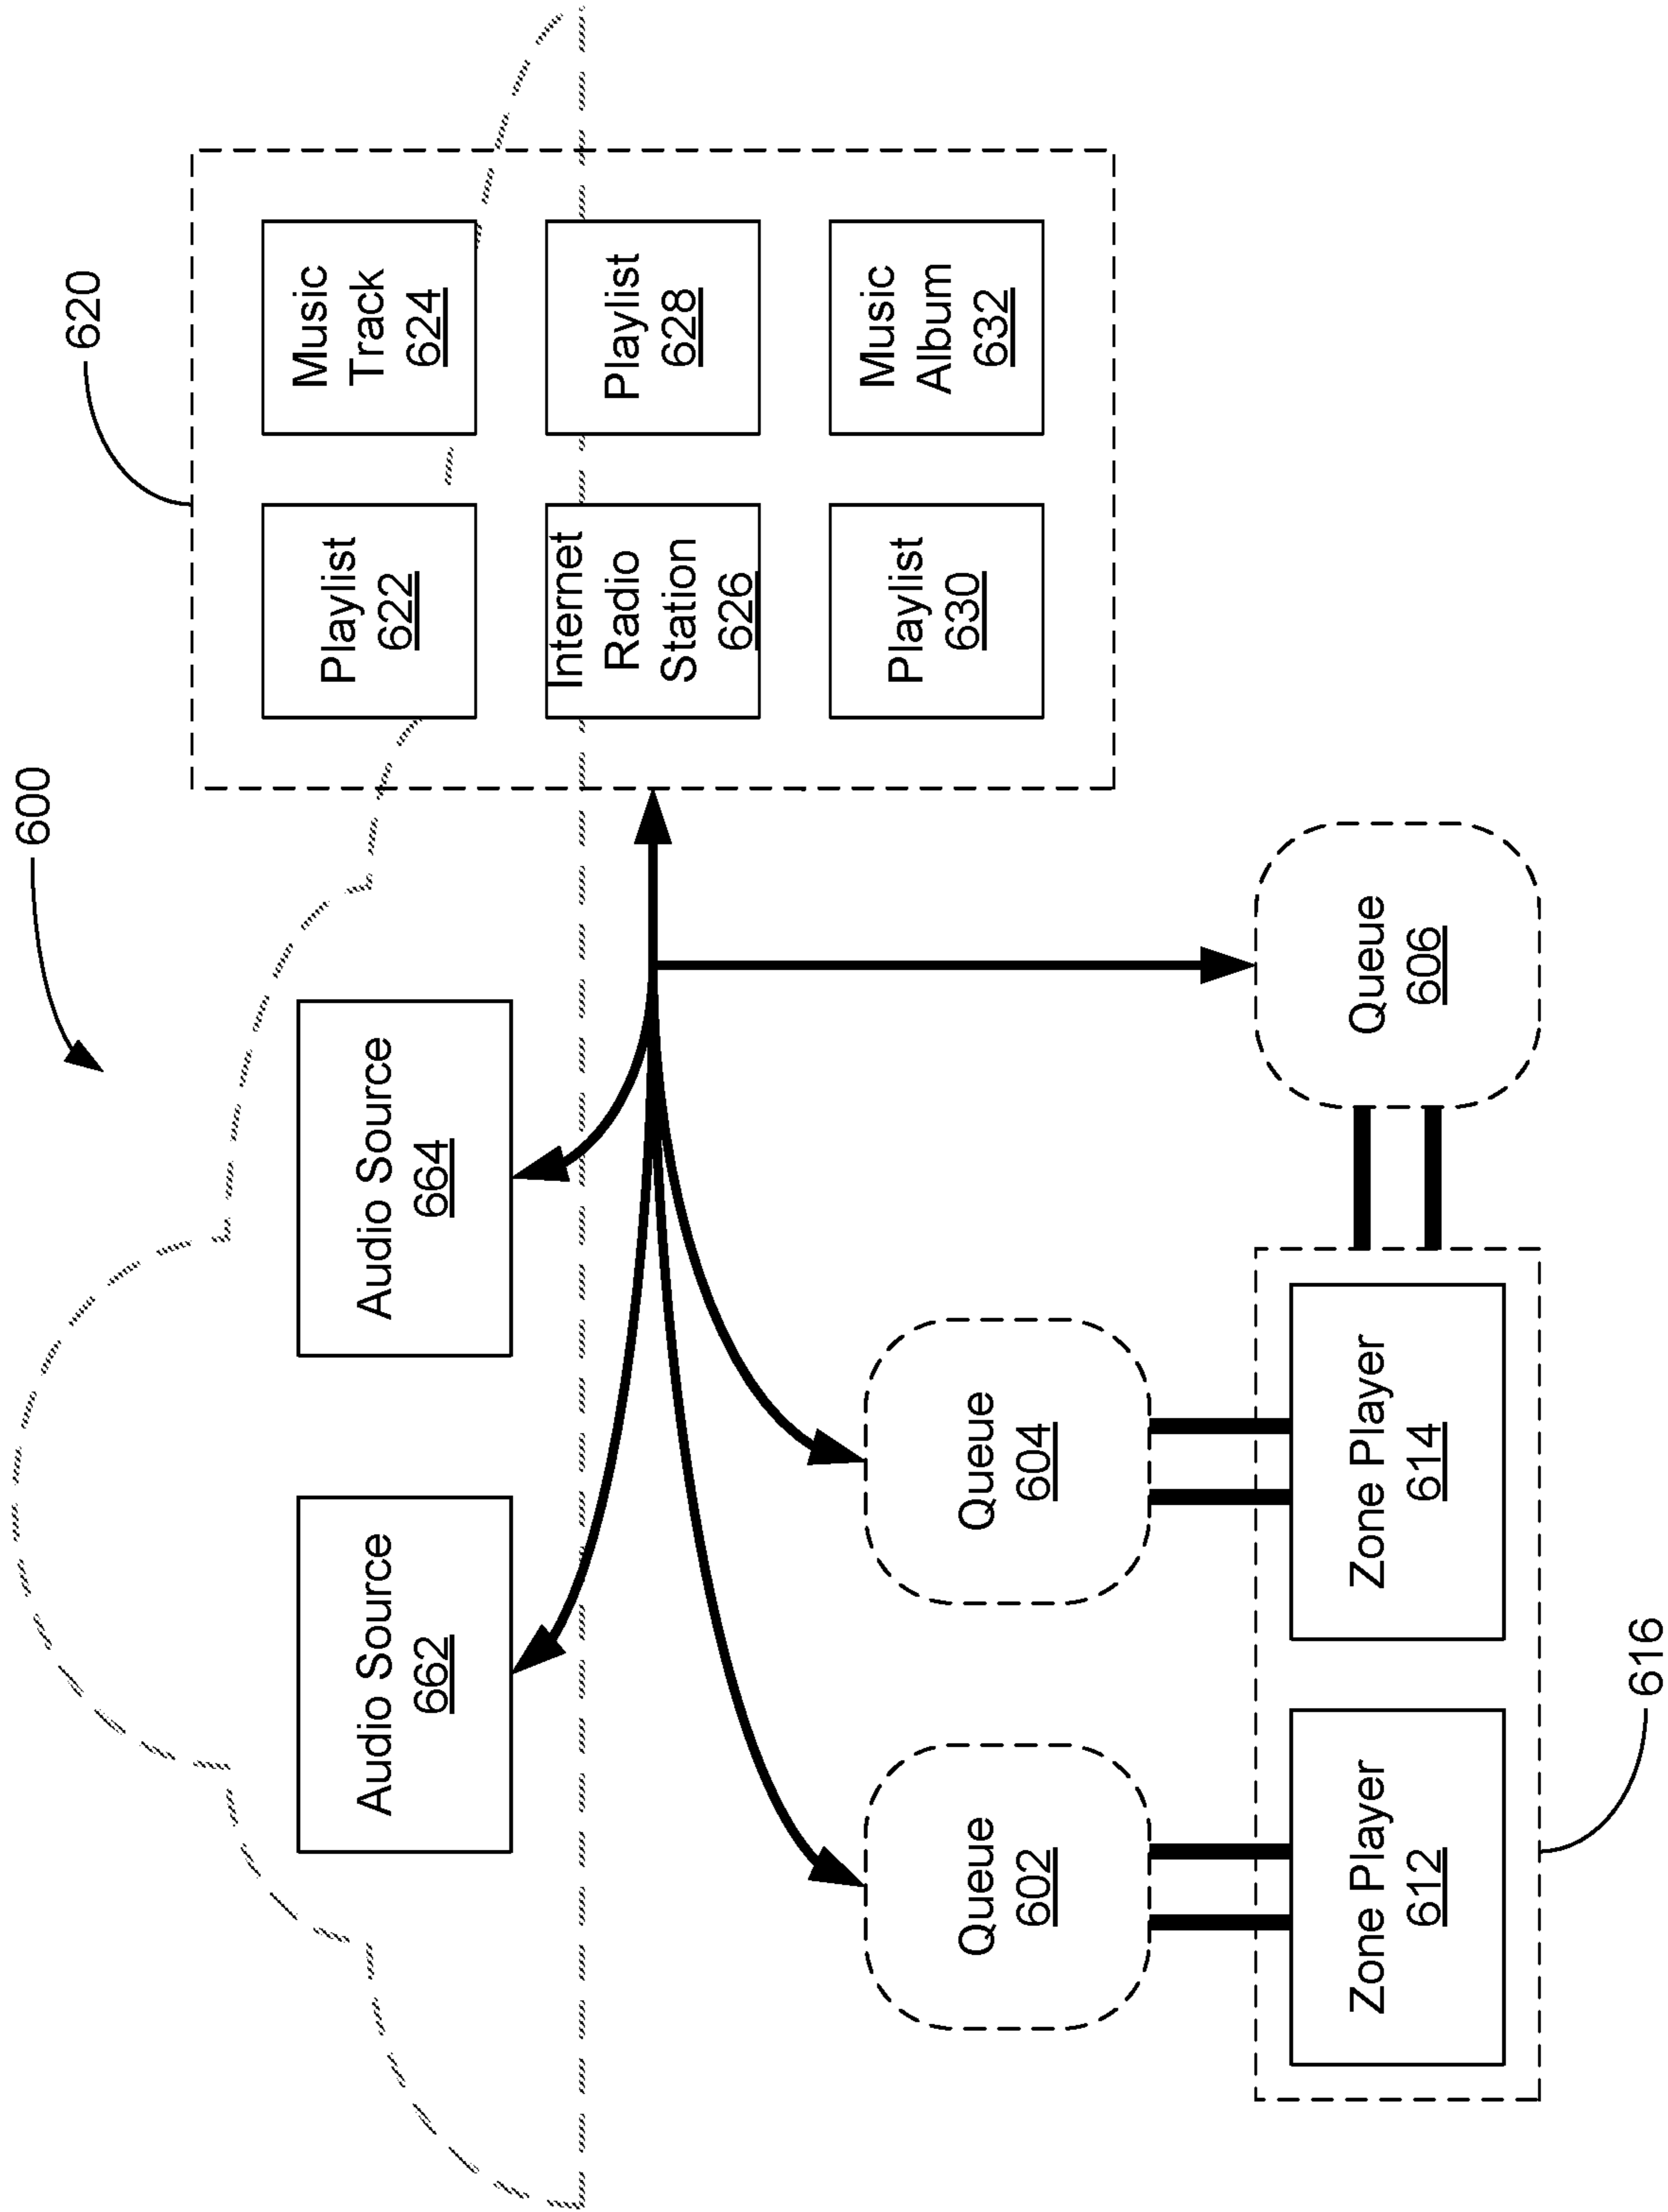 600
620
Audio Source
662
Audio Source
664
Playlist
622
Music
Track
624
Internet
Radio
Station
626
Playlist
628
Playlist
630
Music
Album
632
Queue
602
Queue
604
Queue
606
Zone Player
612
Zone Player
614
616